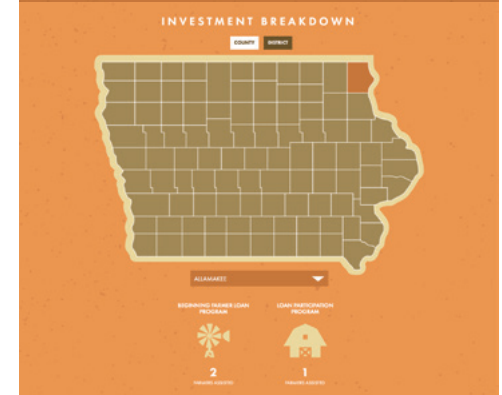 INVESTMENT BREAKDOWN
COUNTY DISTRICT
ALLAMAKEE
BEGINNING FARMER LOAN PROGRAM
LOAN PARTICIPATION PROGRAM
2
FARMERS ASSISTED
1
FARMERS ASSISTED